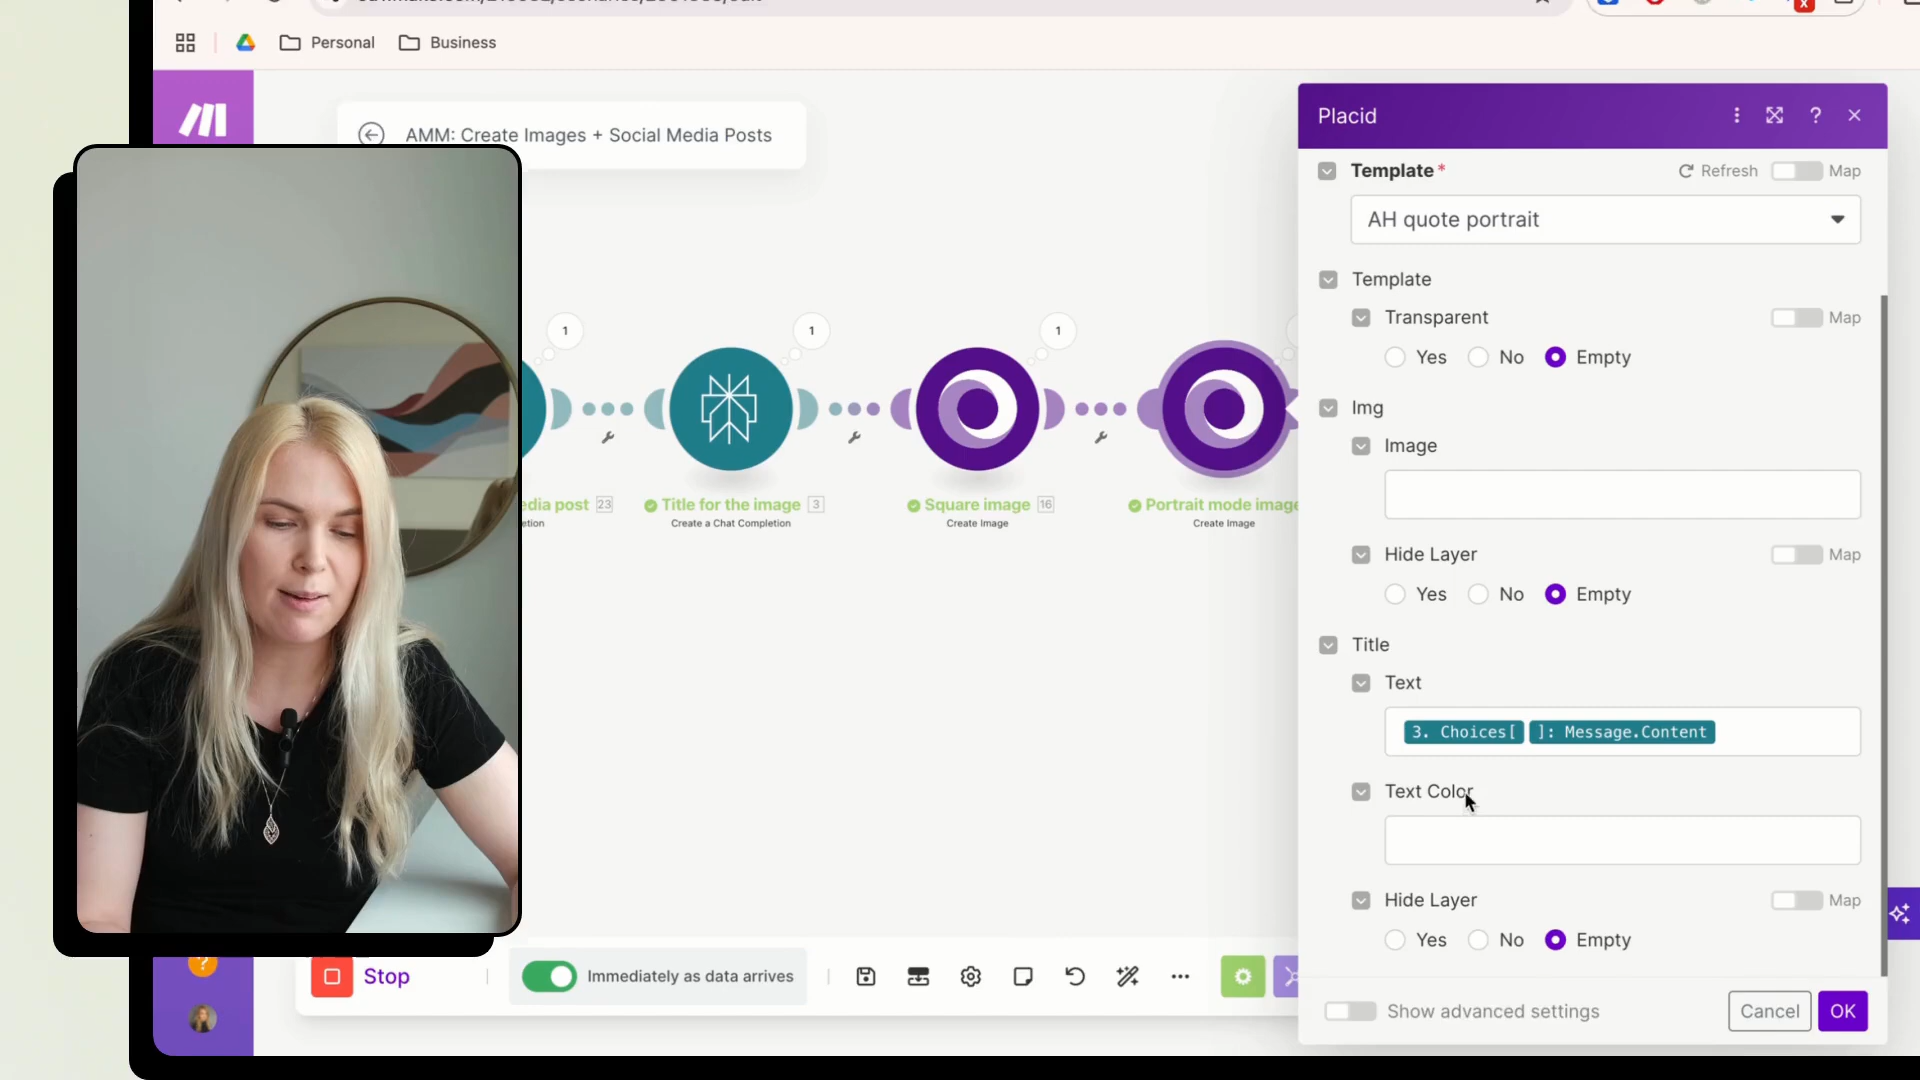 Personal
Business
AMM: Create Images + Social Media Posts
Placid
?
Template *
Refresh
Map
AH quote portrait
Template
Transparent
Map
Yes
No
Empty
Img
Image
Hide Layer
Map
Yes
No
Empty
Title
Text
3. Choices[ ]: Message.Content
Text Color
Hide Layer
Map
Yes
No
Empty
Show advanced settings
Cancel
OK
1
1
1
edia post 23
etion
Title for the image 3
Create a Chat Completion
Square image 16
Create Image
Portrait mode image
Create Image
?
Stop
Immediately as data arrives
x